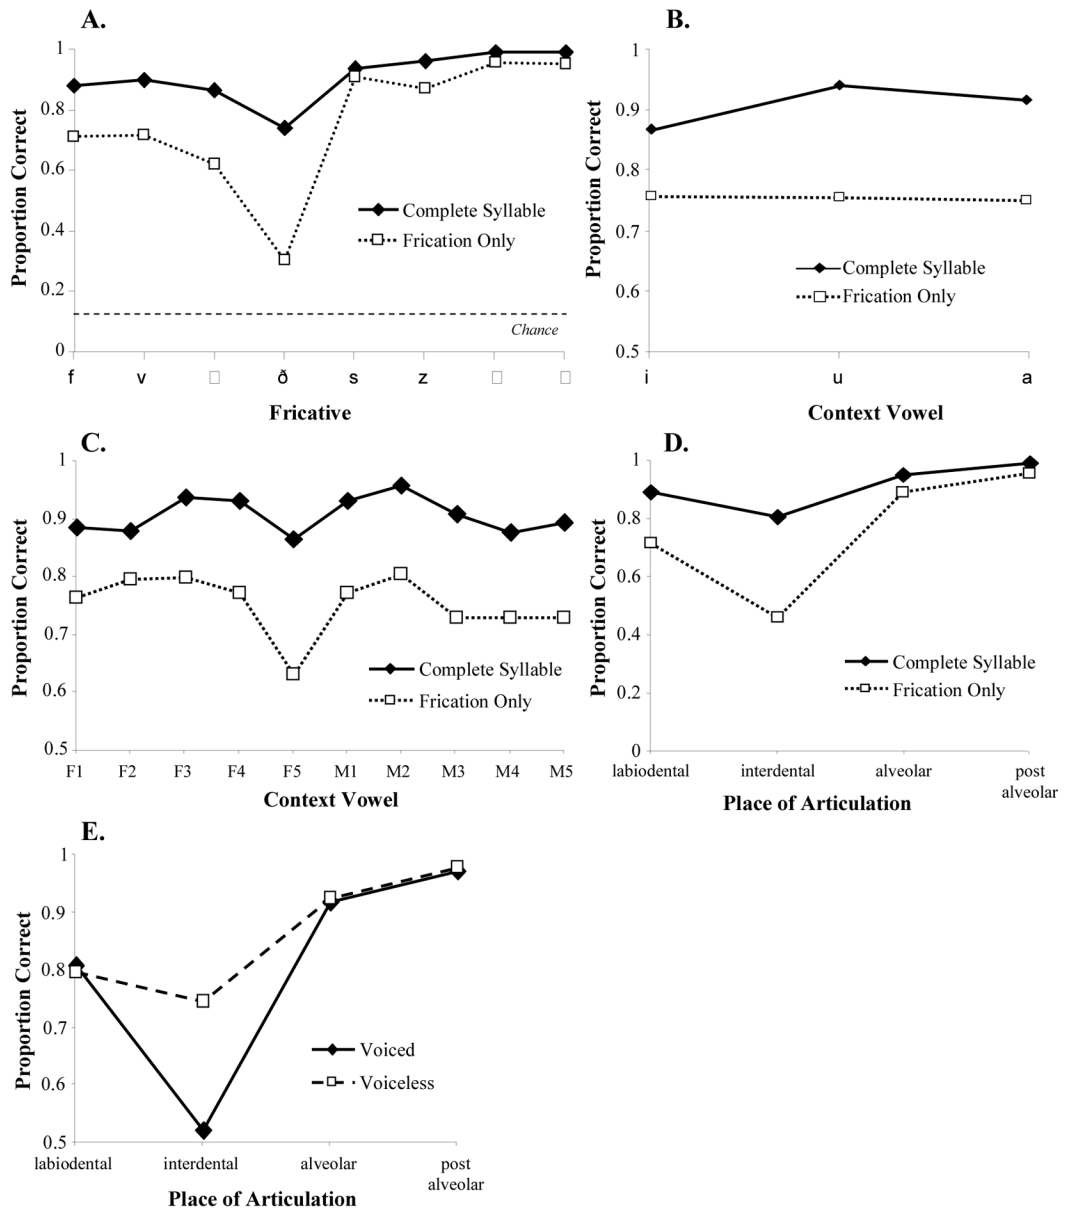 A.
1
0.8
0.6
0.4
0.2
0
Proportion Correct
Complete Syllable
Frication Only
Chance
f v □ ð s z □ □
Fricative
B.
1
0.9
0.8
0.7
0.6
0.5
Proportion Correct
Complete Syllable
Frication Only
i u a
Context Vowel
C.
1
0.9
0.8
0.7
0.6
0.5
Proportion Correct
Complete Syllable
Frication Only
F1 F2 F3 F4 F5 M1 M2 M3 M4 M5
Context Vowel
D.
1
0.8
0.6
0.4
0.2
0
Proportion Correct
Complete Syllable
Frication Only
labiodental interdental alveolar post
alveolar
Place of Articulation
E.
1
0.9
0.8
0.7
0.6
0.5
Proportion Correct
Voiced
Voiceless
labiodental interdental alveolar post
alveolar
Place of Articulation